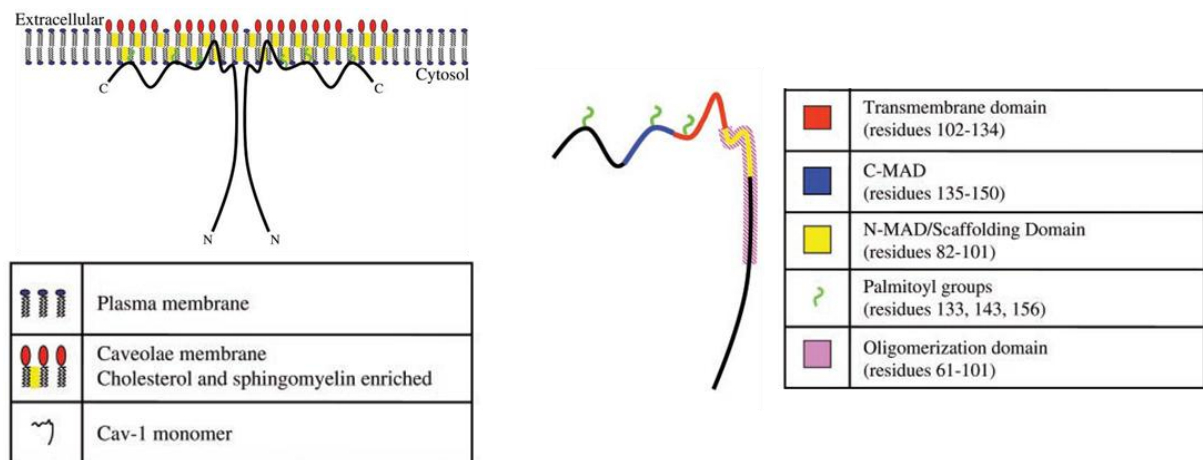 Extracellular
Cytosol
C
C
N
N
Plasma membrane
Caveolae membrane
Cholesterol and sphingomyelin enriched
Cav-1 monomer
Transmembrane domain
(residues 102-134)
C-MAD
(residues 135-150)
N-MAD/Scaffolding Domain
(residues 82-101)
Palmitoyl groups
(residues 133, 143, 156)
Oligomerization domain
(residues 61-101)